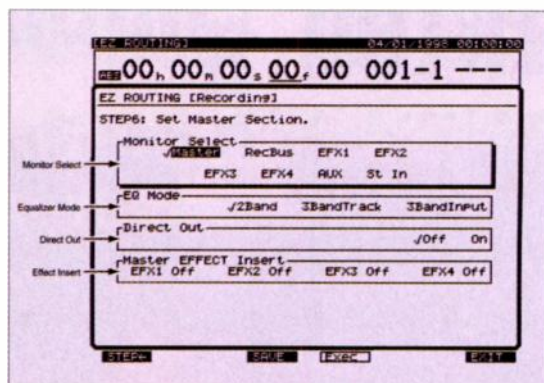 [EZ ROUTING] 04/01/1998 00:00:00
ABS 00h 00m 00s 00f 00 001-1 ---
EZ ROUTING [Recording]
STEP6: Set Master Section.
Monitor Select
√Master RecBus EFX1 EFX2
Monitor Select
EFX3 EFX4 AUX St In
EQ Mode
Equalizer Mode √2Band 3BandTrack 3BandInput
Direct Out
Direct Out √Off On
Master EFFECT Insert
Effect Insert EFX1 Off EFX2 Off EFX3 Off EFX4 Off
STEP← SAVE Exec EXIT